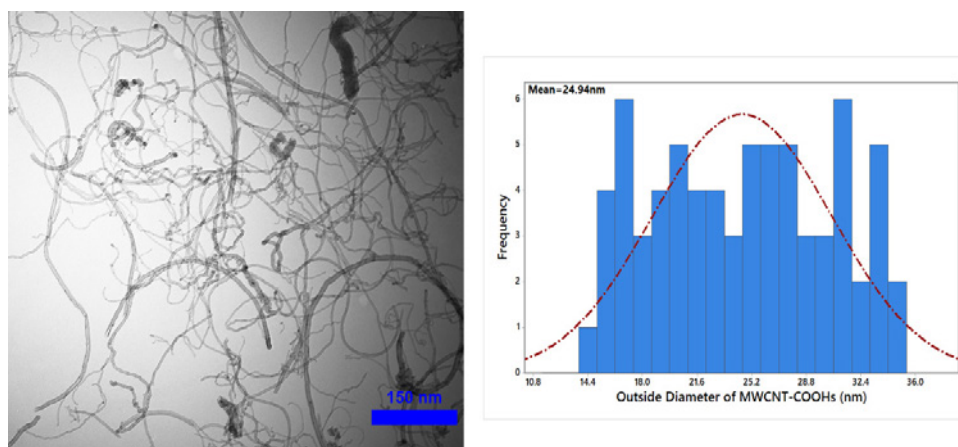 150 nm
Mean=24.94nm
Frequency
6
5
4
3
2
1
0
10.8 14.4 18.0 21.6 25.2 28.8 32.4 36.0
Outside Diameter of MWCNT-COOHs (nm)